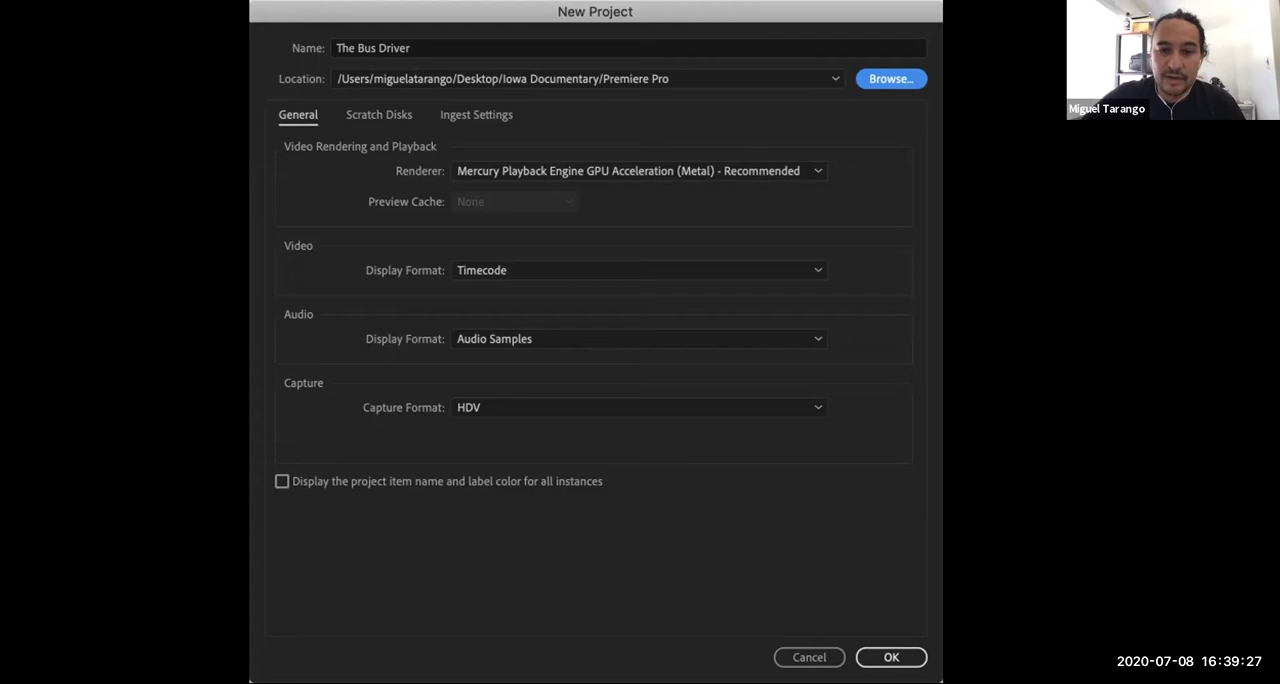 New Project
Name: The Bus Driver
Location: /Users/miguelatarango/Desktop/Iowa Documentary/Premiere Pro Browse...
General Scratch Disks Ingest Settings
Video Rendering and Playback
Renderer: Mercury Playback Engine GPU Acceleration (Metal) - Recommended
Preview Cache: None
Video
Display Format: Timecode
Audio
Display Format: Audio Samples
Capture
Capture Format: HDV
Display the project item name and label color for all instances
Cancel OK
Miguel Tarango
2020-07-08 16:39:27